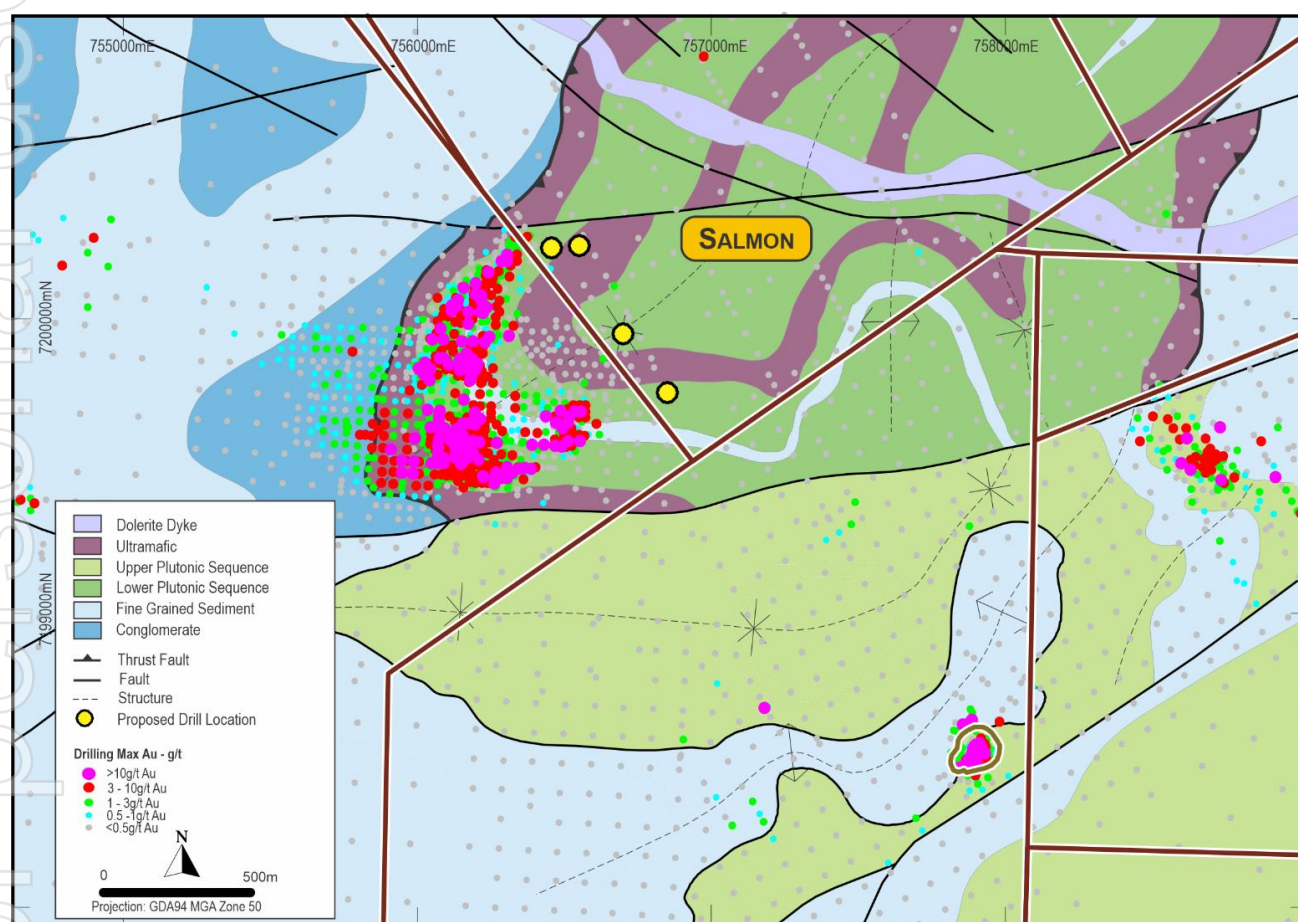 755000mE
756000mE
757000mE
758000mE
SALMON
7200000mN
7199000mN
Dolerite Dyke
Ultramafic
Upper Plutonic Sequence
Lower Plutonic Sequence
Fine Grained Sediment
Conglomerate
Thrust Fault
Fault
Structure
Proposed Drill Location
Drilling Max Au - g/t
>10g/t Au
3 - 10g/t Au
1 - 3g/t Au
0.5 -1g/t Au
<0.5g/t Au
N
0 500m
Projection: GDA94 MGA Zone 50